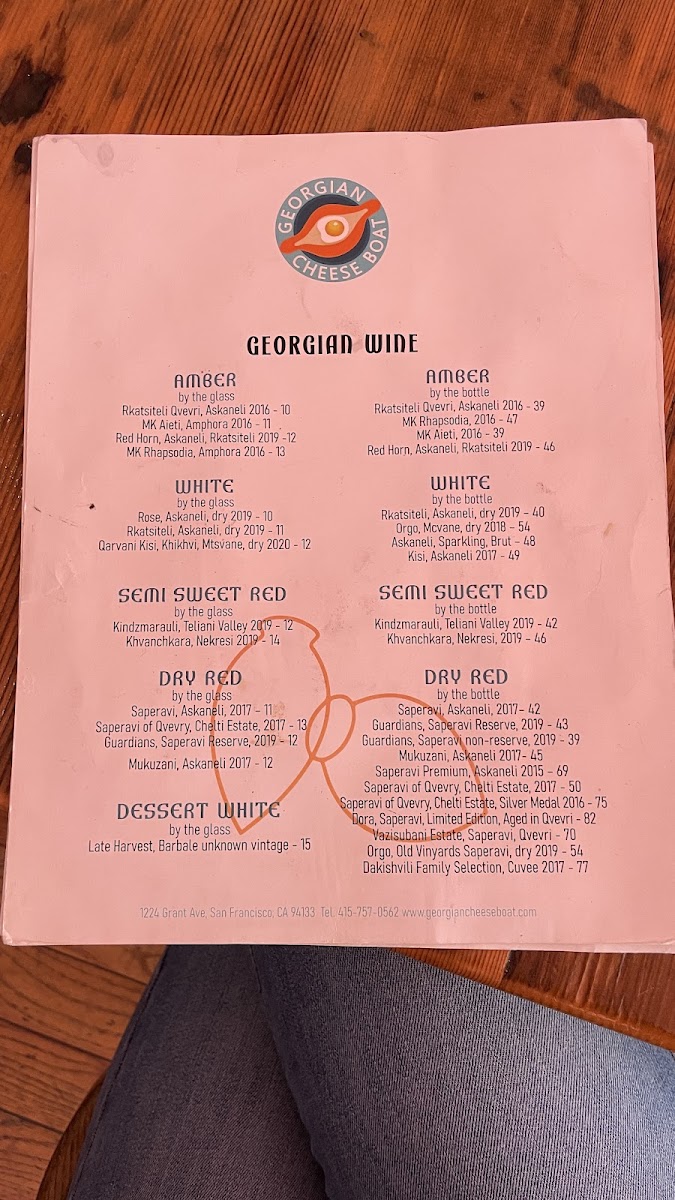 GEORGIAN
CHEESE BOAT
GEORGIAN WINE
AMBER
by the glass
Rkatsiteli Qvevri, Askaneli 2016 - 10
MK Aieti, Amphora 2016 - 11
Red Horn, Askaneli, Rkatsiteli 2019 -12
MK Rhapsodia, Amphora 2016 - 13
WHITE
by the glass
Rose, Askaneli, dry 2019 - 10
Rkatsiteli, Askaneli, dry 2019 - 11
Qarvani Kisi, Khikhvi, Mtsvane, dry 2020 - 12
SEMI SWEET RED
by the glass
Kindzmarauli, Teliani Valley 2019 - 12
Khvanchkara, Nekresi 2019 - 14
DRY RED
by the glass
Saperavi, Askaneli, 2017 - 11
Saperavi of Qvevry, Chelti Estate, 2017 - 13
Guardians, Saperavi Reserve, 2019 - 12
Mukuzani, Askaneli 2017 - 12
DESSERT WHITE
by the glass
Late Harvest, Barbale unknown vintage - 15
AMBER
by the bottle
Rkatsiteli Qvevri, Askaneli 2016 - 39
MK Rhapsodia, 2016 - 47
MK Aieti, 2016 - 39
Red Horn, Askaneli, Rkatsiteli 2019 - 46
WHITE
by the bottle
Rkatsiteli, Askaneli, dry 2019 - 40
Orgo, Mcvane, dry 2018 - 54
Askaneli, Sparkling, Brut - 48
Kisi, Askaneli 2017 - 49
SEMI SWEET RED
by the bottle
Kindzmarauli, Teliani Valley 2019 - 42
Khvanchkara, Nekresi, 2019 - 46
DRY RED
by the bottle
Saperavi, Askaneli, 2017- 42
Guardians, Saperavi Reserve, 2019 - 43
Guardians, Saperavi non-reserve, 2019 - 39
Mukuzani, Askaneli 2017- 45
Saperavi Premium, Askaneli 2015 - 69
Saperavi of Qvevry, Chelti Estate, 2017 - 50
Saperavi of Qvevry, Chelti Estate, Silver Medal 2016 - 75
Dora, Saperavi, Limited Edition, Aged in Qvevri - 82
Vazisubani Estate, Saperavi, Qvevri - 70
Orgo, Old Vinyards Saperavi, dry 2019 - 54
Dakishvili Family Selection, Cuvee 2017 - 77
1224 Grant Ave, San Francisco, CA 94133 Tel. 415-757-0562 www.georgiancheeseboat.com